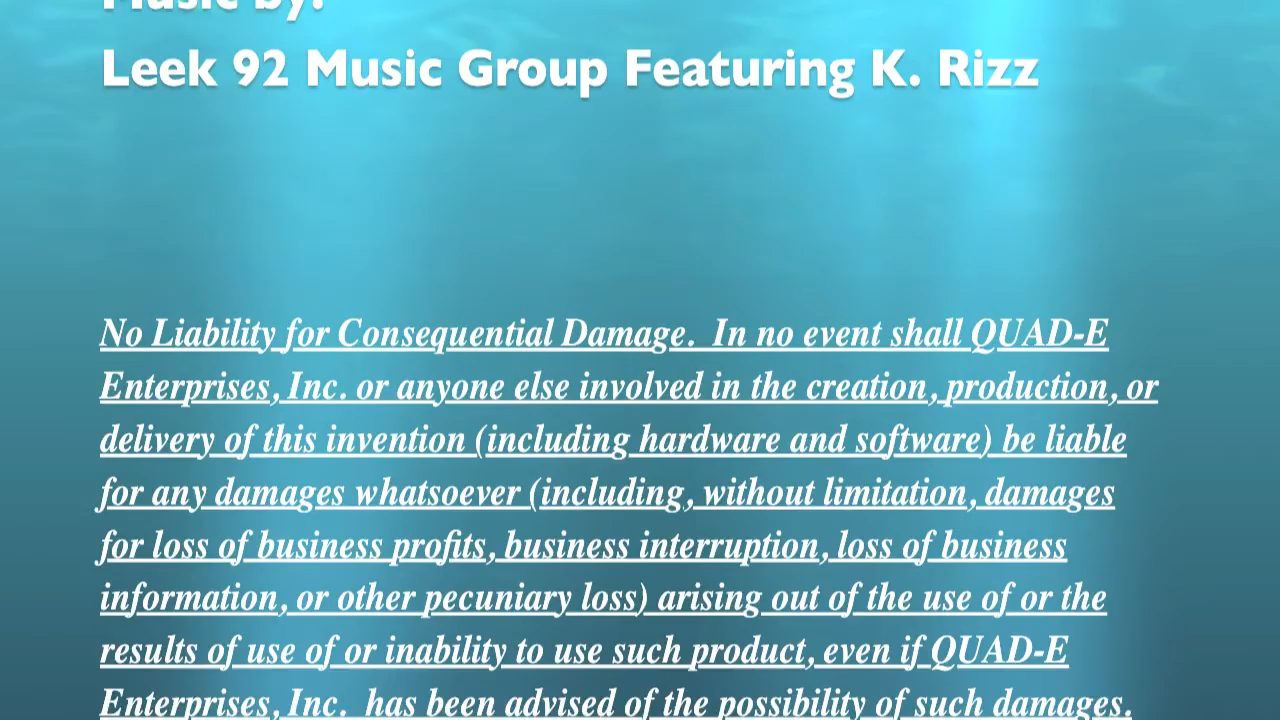 Music by:
Leek 92 Music Group Featuring K. Rizz
No Liability for Consequential Damage.  In no event shall QUAD-E
Enterprises, Inc. or anyone else involved in the creation, production, or
delivery of this invention (including hardware and software) be liable
for any damages whatsoever (including, without limitation, damages
for loss of business profits, business interruption, loss of business
information, or other pecuniary loss) arising out of the use of or the
results of use of or inability to use such product, even if QUAD-E
Enterprises, Inc.  has been advised of the possibility of such damages.